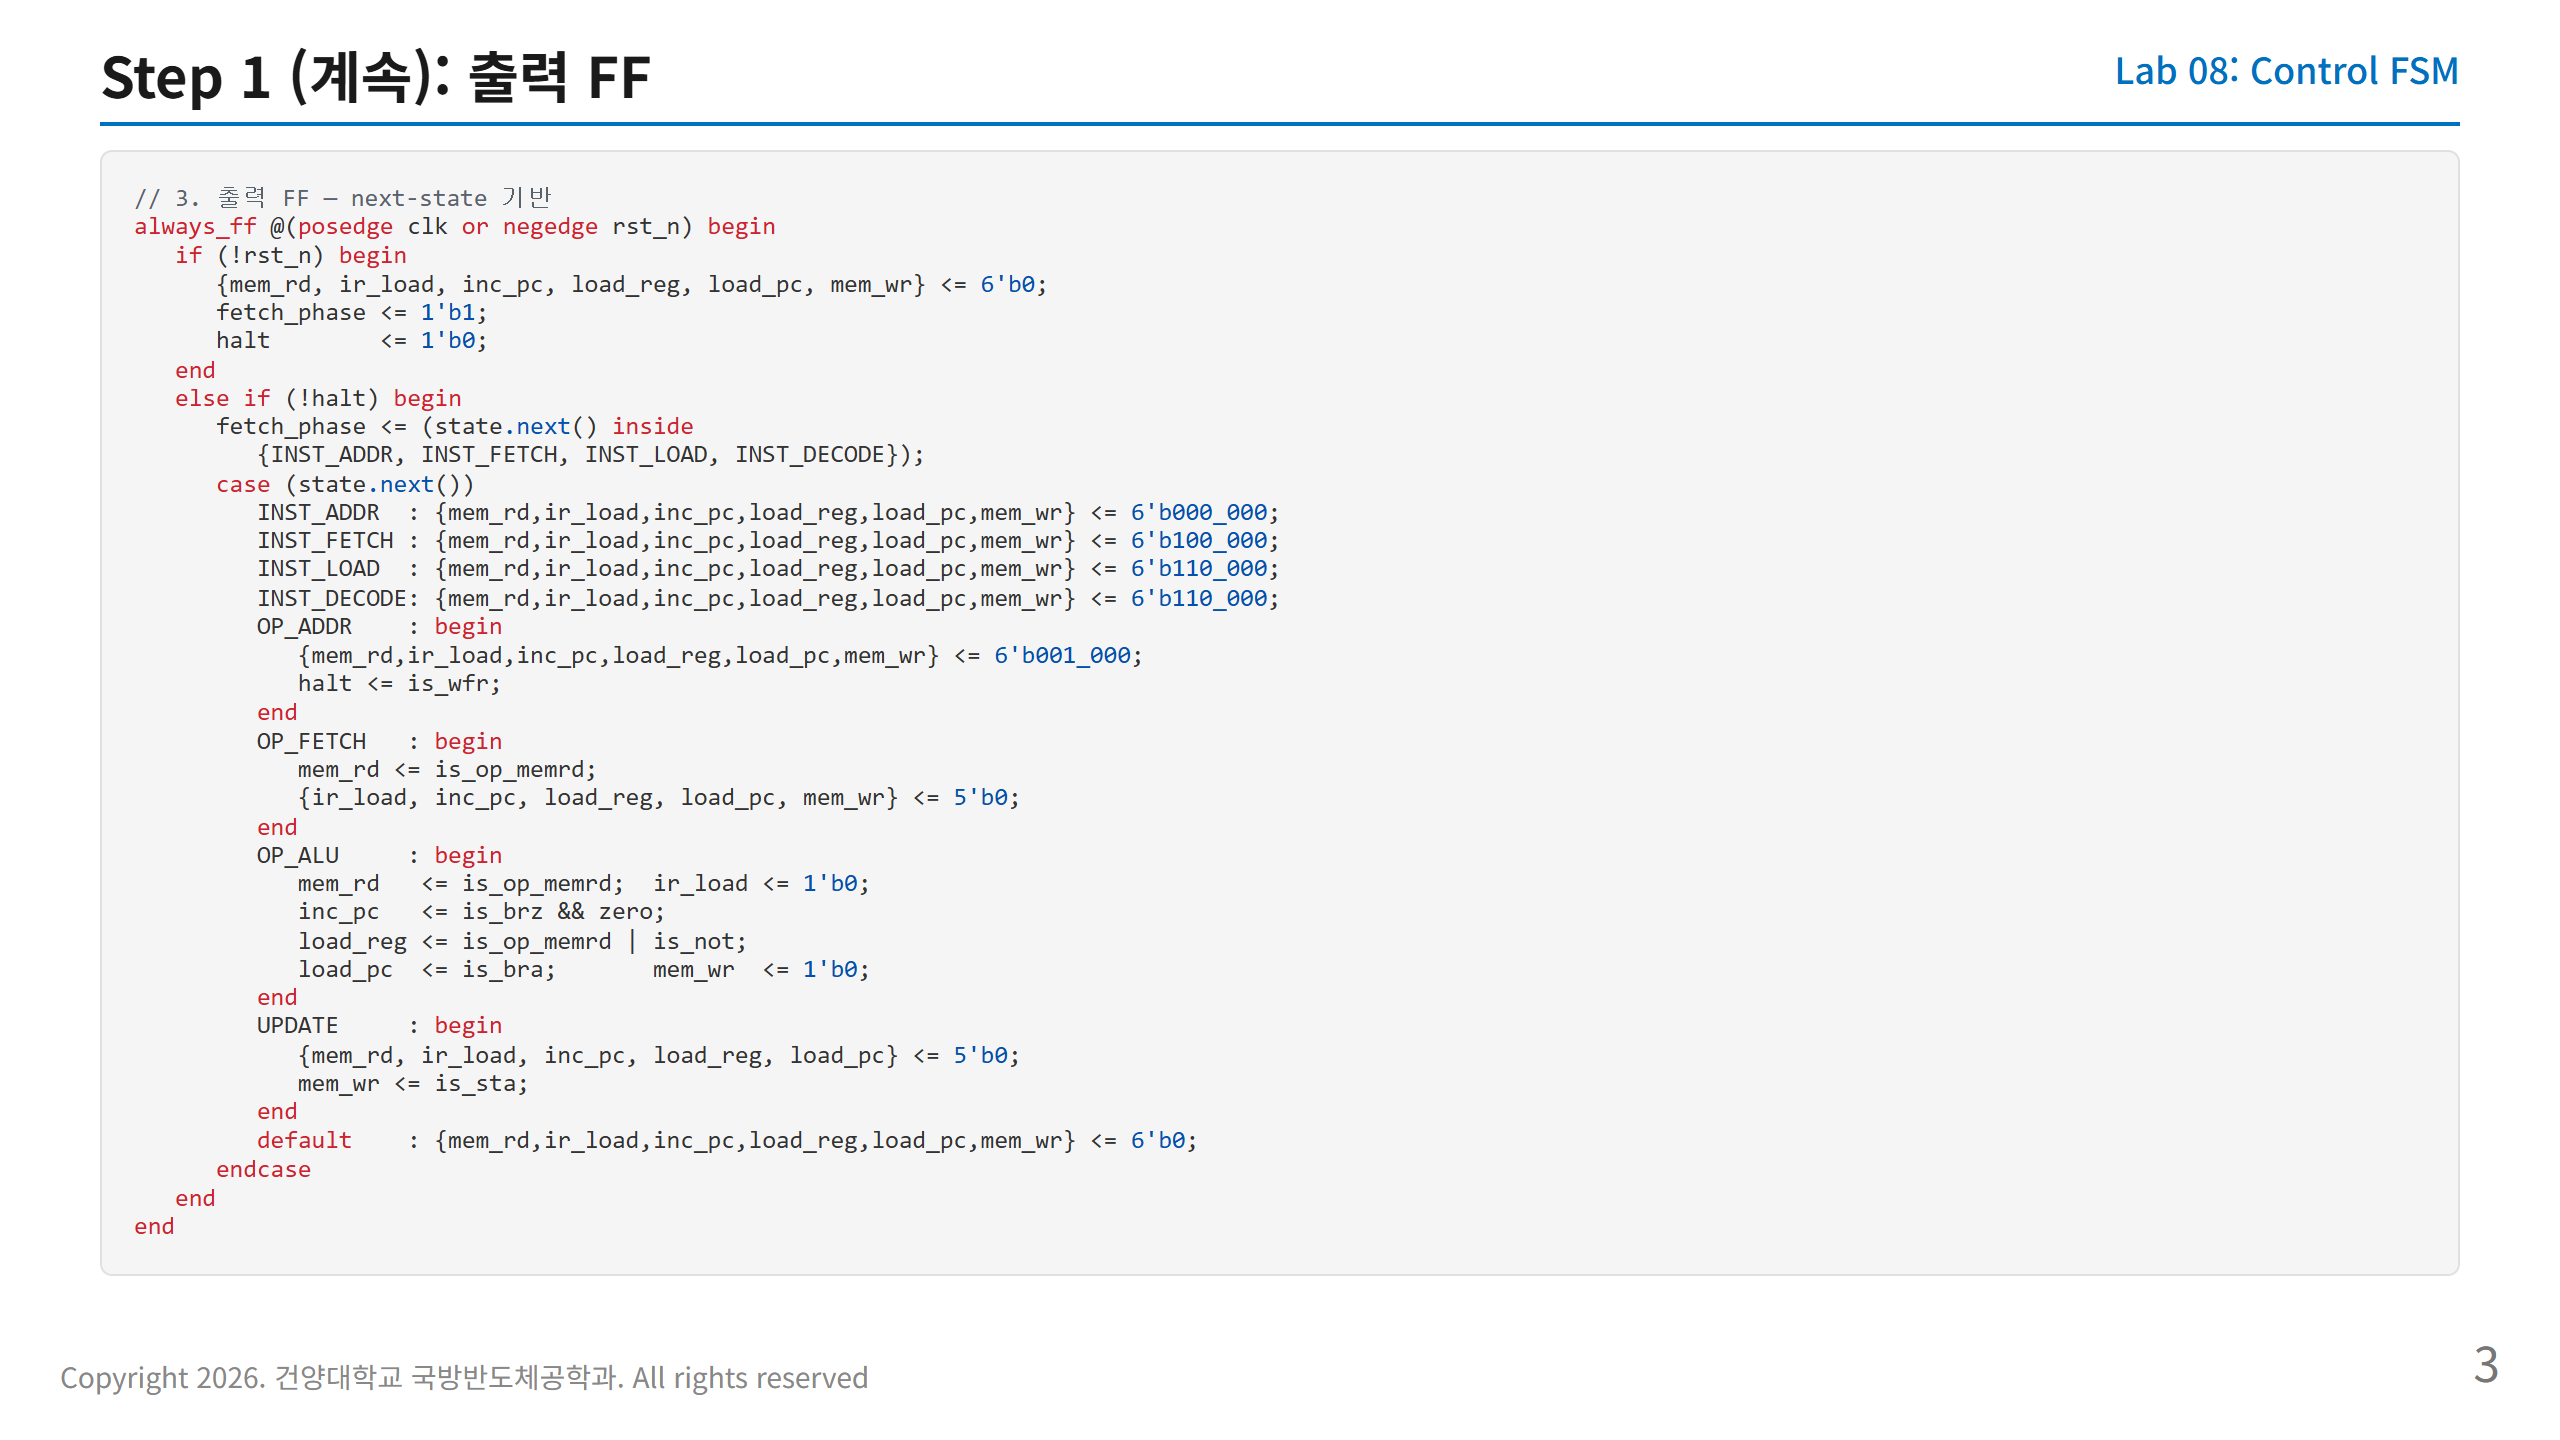 Step 1 (계속): 출력 FF
Lab 08: Control FSM
// 3. 출력 FF — next-state 기반
always_ff @(posedge clk or negedge rst_n) begin
   if (!rst_n) begin
      {mem_rd, ir_load, inc_pc, load_reg, load_pc, mem_wr} <= 6'b0;
      fetch_phase <= 1'b1;
      halt        <= 1'b0;
   end
   else if (!halt) begin
      fetch_phase <= (state.next() inside
         {INST_ADDR, INST_FETCH, INST_LOAD, INST_DECODE});
      case (state.next())
         INST_ADDR  : {mem_rd,ir_load,inc_pc,load_reg,load_pc,mem_wr} <= 6'b000_000;
         INST_FETCH : {mem_rd,ir_load,inc_pc,load_reg,load_pc,mem_wr} <= 6'b100_000;
         INST_LOAD  : {mem_rd,ir_load,inc_pc,load_reg,load_pc,mem_wr} <= 6'b110_000;
         INST_DECODE: {mem_rd,ir_load,inc_pc,load_reg,load_pc,mem_wr} <= 6'b110_000;
         OP_ADDR    : begin
            {mem_rd,ir_load,inc_pc,load_reg,load_pc,mem_wr} <= 6'b001_000;
            halt <= is_wfr;
         end
         OP_FETCH   : begin
            mem_rd <= is_op_memrd;
            {ir_load, inc_pc, load_reg, load_pc, mem_wr} <= 5'b0;
         end
         OP_ALU     : begin
            mem_rd   <= is_op_memrd;  ir_load <= 1'b0;
            inc_pc   <= is_brz && zero;
            load_reg <= is_op_memrd | is_not;
            load_pc  <= is_bra;       mem_wr  <= 1'b0;
         end
         UPDATE     : begin
            {mem_rd, ir_load, inc_pc, load_reg, load_pc} <= 5'b0;
            mem_wr <= is_sta;
         end
         default    : {mem_rd,ir_load,inc_pc,load_reg,load_pc,mem_wr} <= 6'b0;
      endcase
   end
end
Copyright 2026. 건양대학교 국방반도체공학과. All rights reserved
3